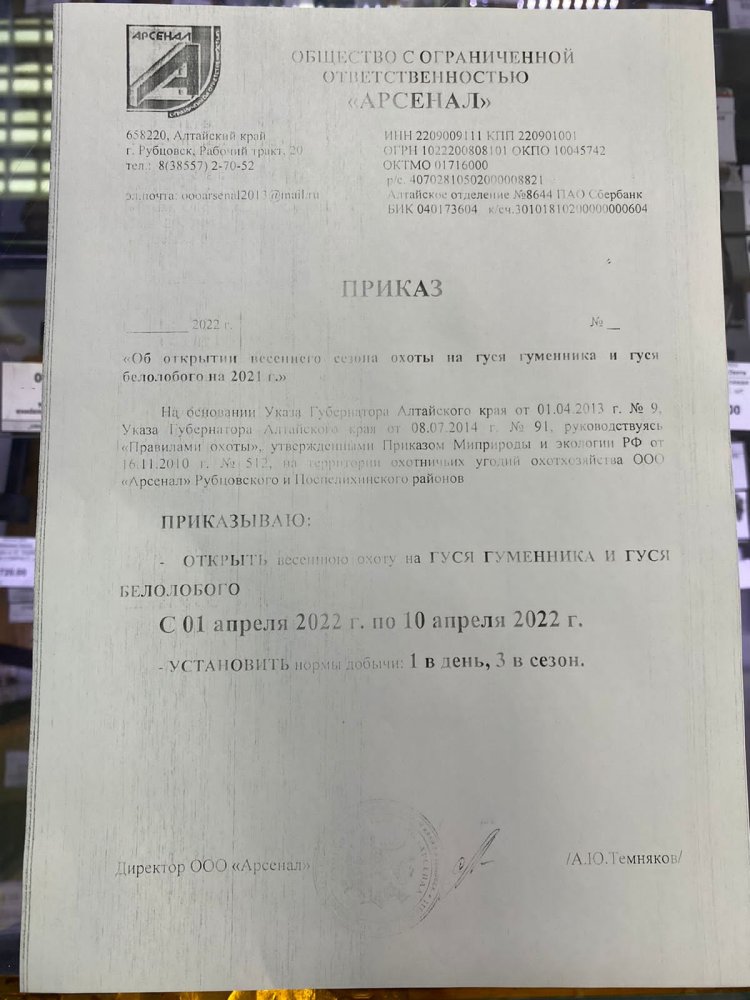 АРСЕНАЛ
ОБЩЕСТВО С ОГРАНИЧЕННОЙ
ОТВЕТСТВЕННОСТЬЮ
«АРСЕНАЛ»
658220, Алтайский край
г. Рубцовск, Рабочий тракт, 20
тел.: 8(38557) 2-70-52
эл.почта: oooarsenal2013@mail.ru
ИНН 2209009111 КПП 220901001
ОГРН 1022200808101 ОКПО 10045742
ОКТМО 01716000
р/с. 40702810502000008821
Алтайское отделение №8644 ПАО Сбербанк
БИК 040173604 к/сч.30101810200000000604
ПРИКАЗ
________ 2022 г. № __
«Об открытии весеннего сезона охоты на гуся гуменника и гуся
белолобого на 2021 г.»
На основании Указа Губернатора Алтайского края от 01.04.2013 г. № 9,
Указа Губернатора Алтайского края от 08.07.2014 г. № 91, руководствуясь
«Правилами охоты», утвержденными Приказом Миприроды и экологии РФ от
16.11.2010 г. № 512, на территории охотничьих угодий охотхозяйства ООО
«Арсенал» Рубцовского и Поспелихинского районов
ПРИКАЗЫВАЮ:
- ОТКРЫТЬ весеннюю охоту на ГУСЯ ГУМЕННИКА И ГУСЯ
БЕЛОЛОБОГО
С 01 апреля 2022 г. по 10 апреля 2022 г.
- УСТАНОВИТЬ нормы добычи: 1 в день, 3 в сезон.
Директор ООО «Арсенал» /А.Ю.Темняков/